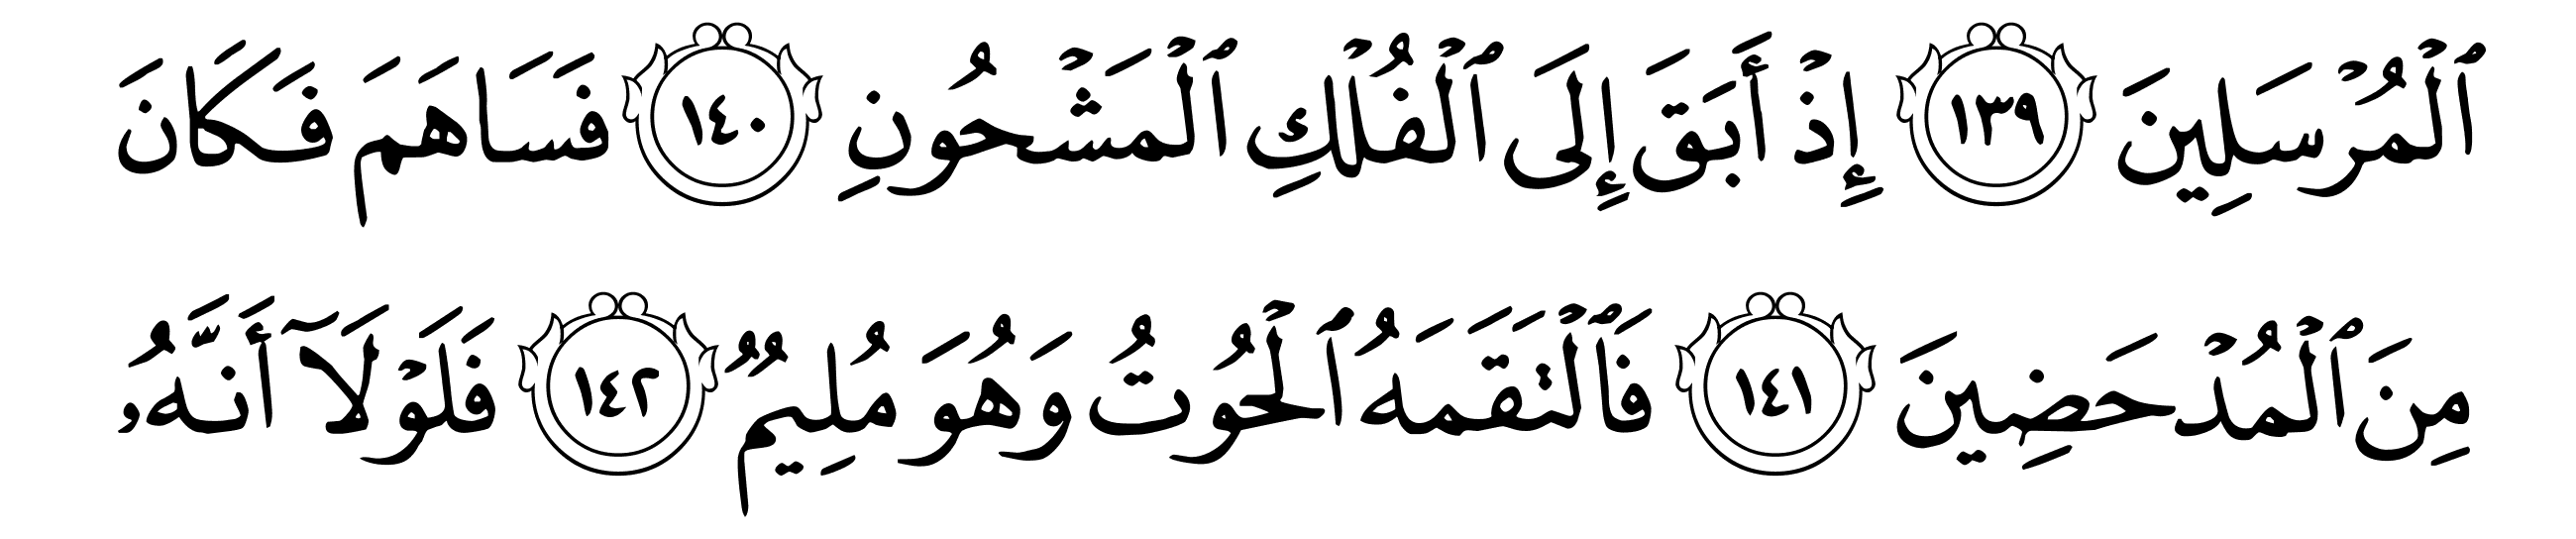 ٱلۡمُرۡسَلِينَ ١٣٩ إِذۡ أَبَقَ إِلَى ٱلۡفُلۡكِ ٱلۡمَشۡحُونِ ١٤٠ فَسَاهَمَ فَكَانَ
مِنَ ٱلۡمُدۡحَضِينَ ١٤١ فَٱلۡتَقَمَهُ ٱلۡحُوتُ وَهُوَ مُلِيمٞ ١٤٢ فَلَوۡلَآ أَنَّهُۥ